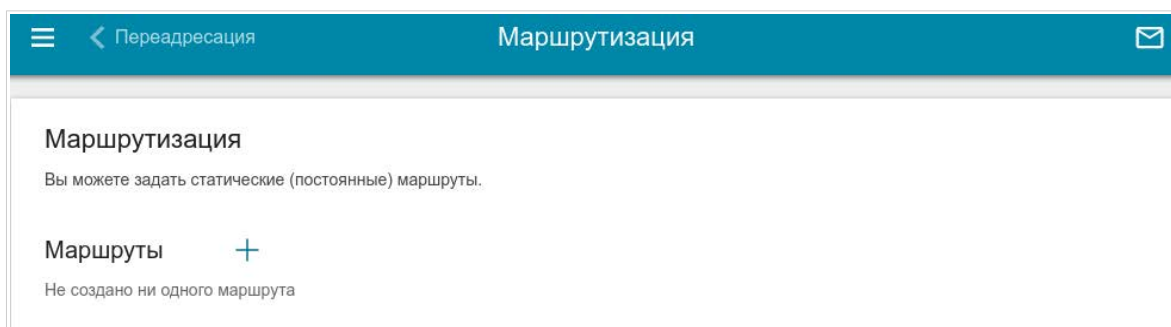 Переадресация
Маршрутизация
Маршрутизация
Вы можете задать статические (постоянные) маршруты.
Маршруты
Не создано ни одного маршрута